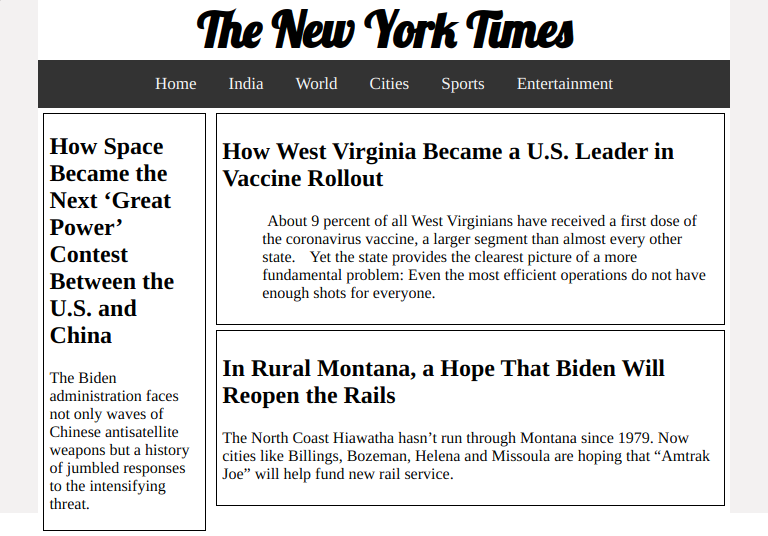 The New York Times
Home India World Cities Sports Entertainment
How Space
Became the
Next ‘Great
Power’
Contest
Between the
U.S. and
China
The Biden
administration faces
not only waves of
Chinese antisatellite
weapons but a history
of jumbled responses
to the intensifying
threat.
How West Virginia Became a U.S. Leader in
Vaccine Rollout
About 9 percent of all West Virginians have received a first dose of
the coronavirus vaccine, a larger segment than almost every other
state. Yet the state provides the clearest picture of a more
fundamental problem: Even the most efficient operations do not have
enough shots for everyone.
In Rural Montana, a Hope That Biden Will
Reopen the Rails
The North Coast Hiawatha hasn’t run through Montana since 1979. Now
cities like Billings, Bozeman, Helena and Missoula are hoping that “Amtrak
Joe” will help fund new rail service.